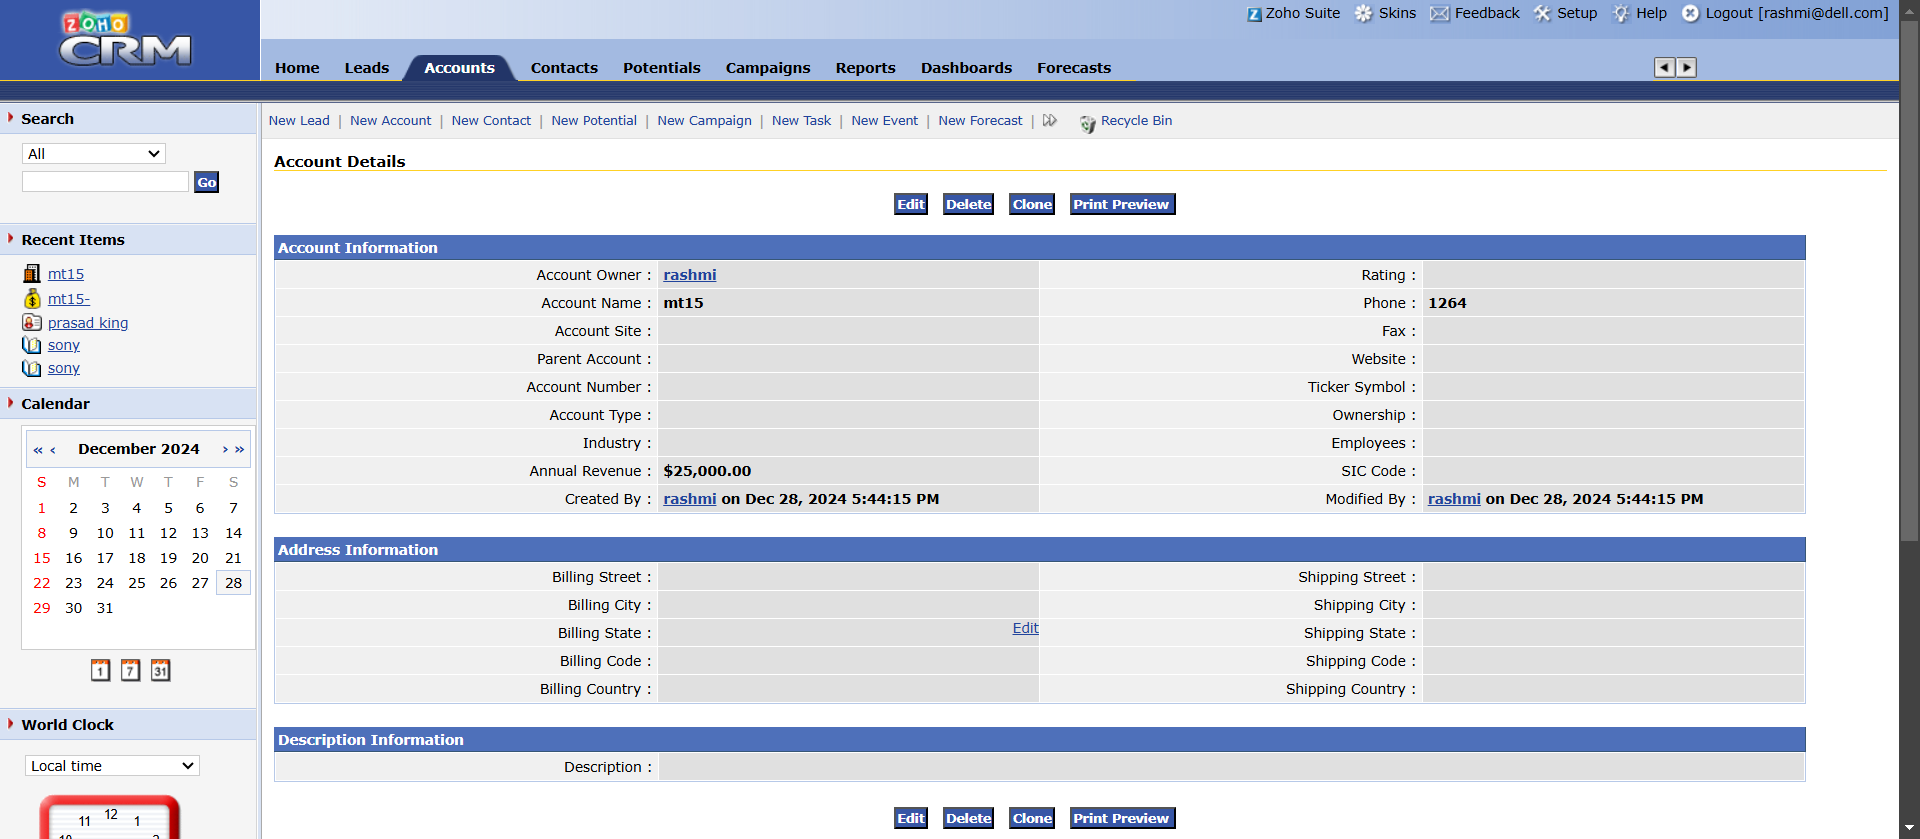 ZOHO
CRM
Zoho Suite Skins Feedback Setup Help Logout [rashmi@dell.com]
Home Leads Accounts Contacts Potentials Campaigns Reports Dashboards Forecasts
New Lead | New Account | New Contact | New Potential | New Campaign | New Task | New Event | New Forecast | Recycle Bin
Search
All
Go
Recent Items
mt15
mt15-
prasad king
sony
sony
Calendar
« ‹ December 2024 › »
S M T W T F S
1 2 3 4 5 6 7
8 9 10 11 12 13 14
15 16 17 18 19 20 21
22 23 24 25 26 27 28
29 30 31
1 7 31
World Clock
Local time
11 12 1
Account Details
Edit Delete Clone Print Preview
Account Information
Account Owner : rashmi Rating :
Account Name : mt15 Phone : 1264
Account Site : Fax :
Parent Account : Website :
Account Number : Ticker Symbol :
Account Type : Ownership :
Industry : Employees :
Annual Revenue : $25,000.00 SIC Code :
Created By : rashmi on Dec 28, 2024 5:44:15 PM Modified By : rashmi on Dec 28, 2024 5:44:15 PM
Address Information
Billing Street : Shipping Street :
Billing City : Shipping City :
Billing State : Edit Shipping State :
Billing Code : Shipping Code :
Billing Country : Shipping Country :
Description Information
Description :
Edit Delete Clone Print Preview